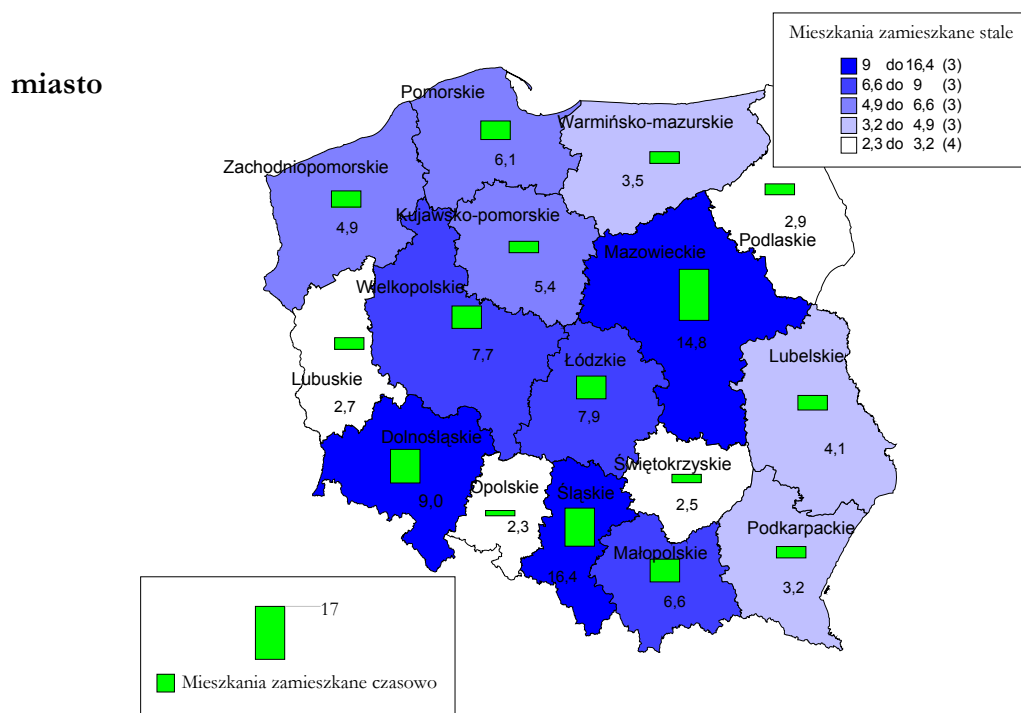 miasto
Mieszkania zamieszkane stale
9 do 16,4 (3)
6,6 do 9 (3)
4,9 do 6,6 (3)
3,2 do 4,9 (3)
2,3 do 3,2 (4)
Pomorskie
6,1
Warmińsko-mazurskie
3,5
Zachodniopomorskie
4,9
Kujawsko-pomorskie
5,4
2,9
Podlaskie
Mazowieckie
14,8
Wielkopolskie
7,7
Łódzkie
7,9
Lubelskie
4,1
Lubuskie
2,7
Dolnośląskie
9,0
Opolskie
2,3
Śląskie
16,4
Świętokrzyskie
2,5
Małopolskie
6,6
Podkarpackie
3,2
17
Mieszkania zamieszkane czasowo